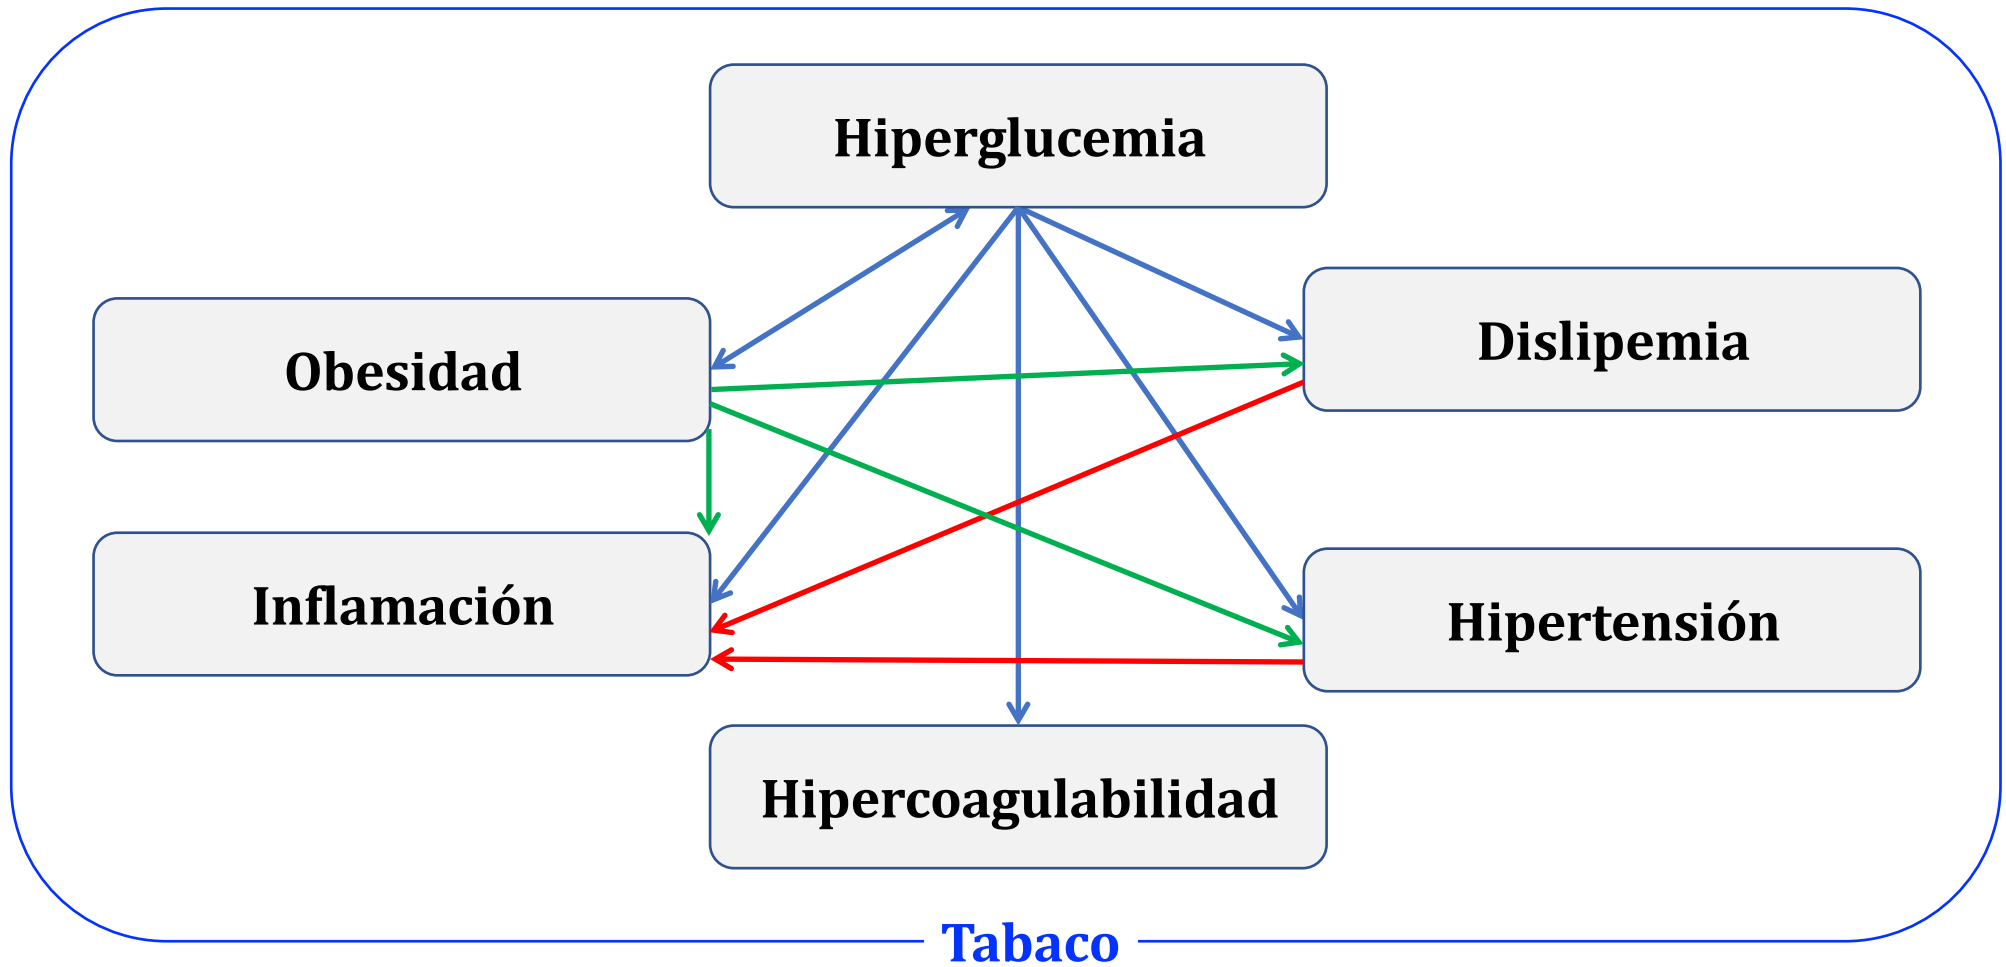 Hiperglucemia
Obesidad
Dislipemia
Inflamación
Hipertensión
Hipercoagulabilidad
Tabaco